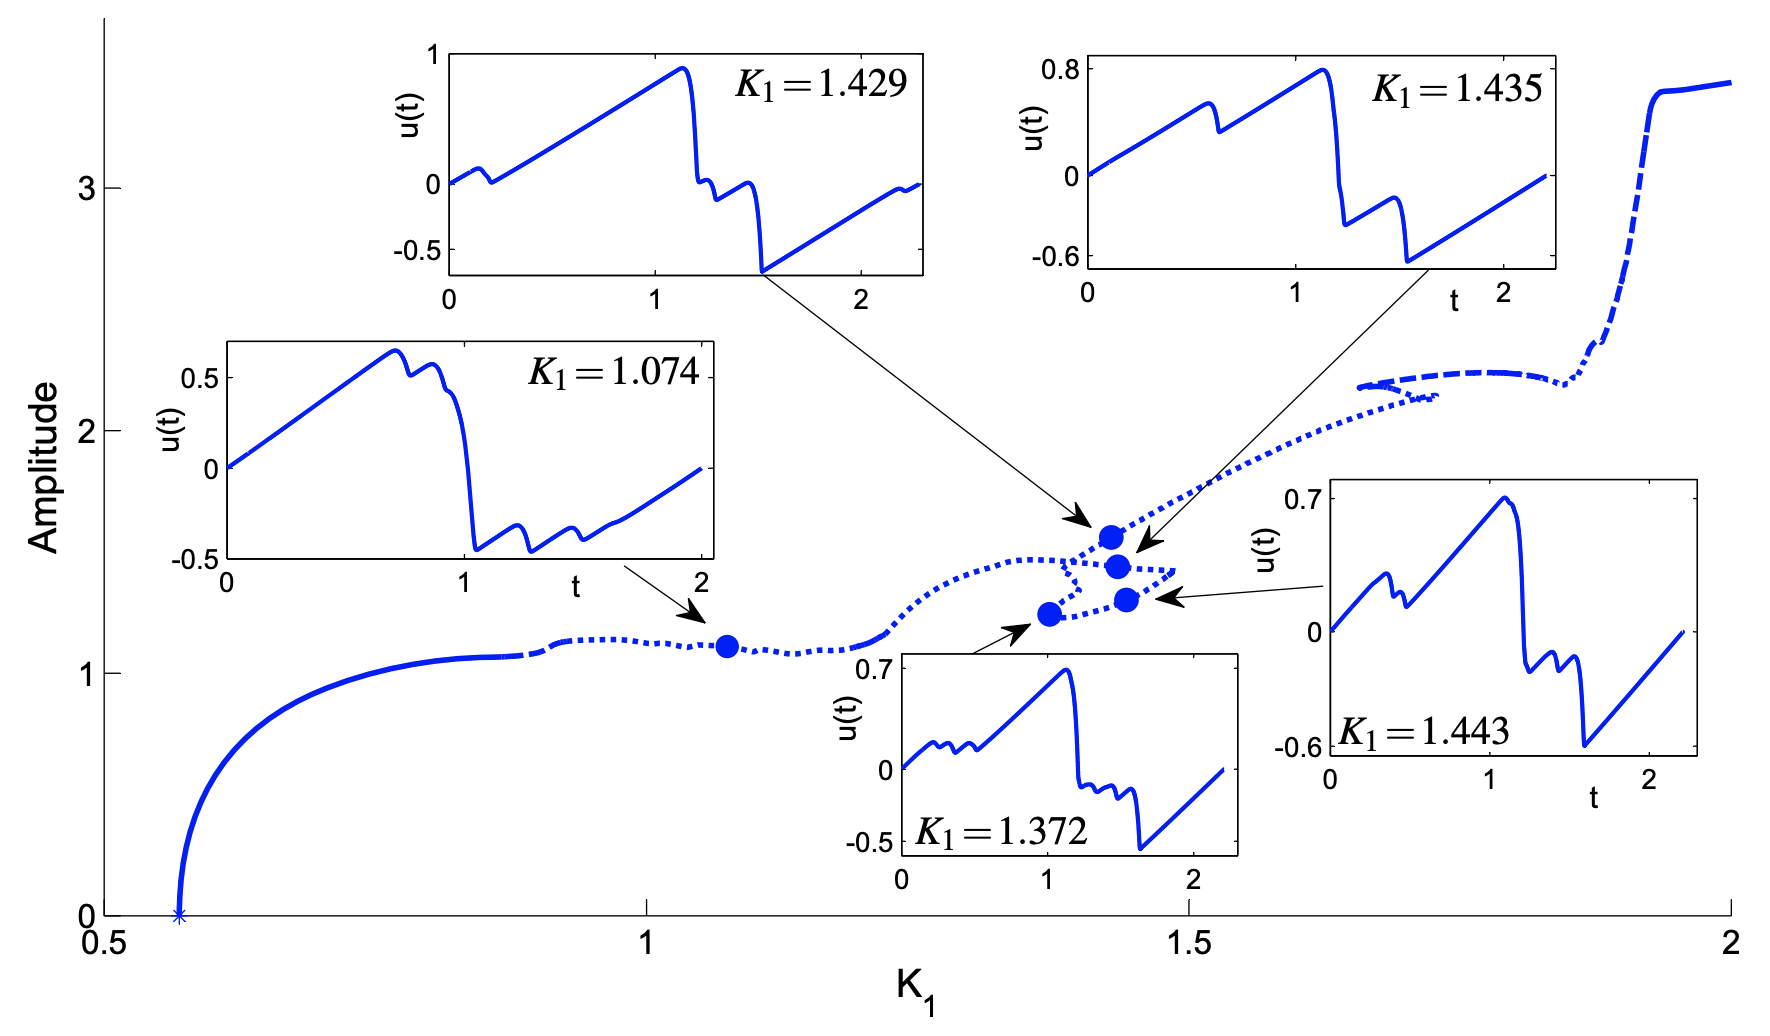 1
0
-0.5
u(t)
K₁=1.429
0 1 2
0.8
0
-0.6
u(t)
K₁=1.435
0 1 2
t
0.5
0
-0.5
u(t)
K₁=1.074
0 1 2
t
0.7
0
-0.6
u(t)
K₁=1.443
0 1 2
t
0.7
0
-0.5
u(t)
K₁=1.372
0 1 2
Amplitude
3
2
1
0
0.5 1 1.5 2
K₁